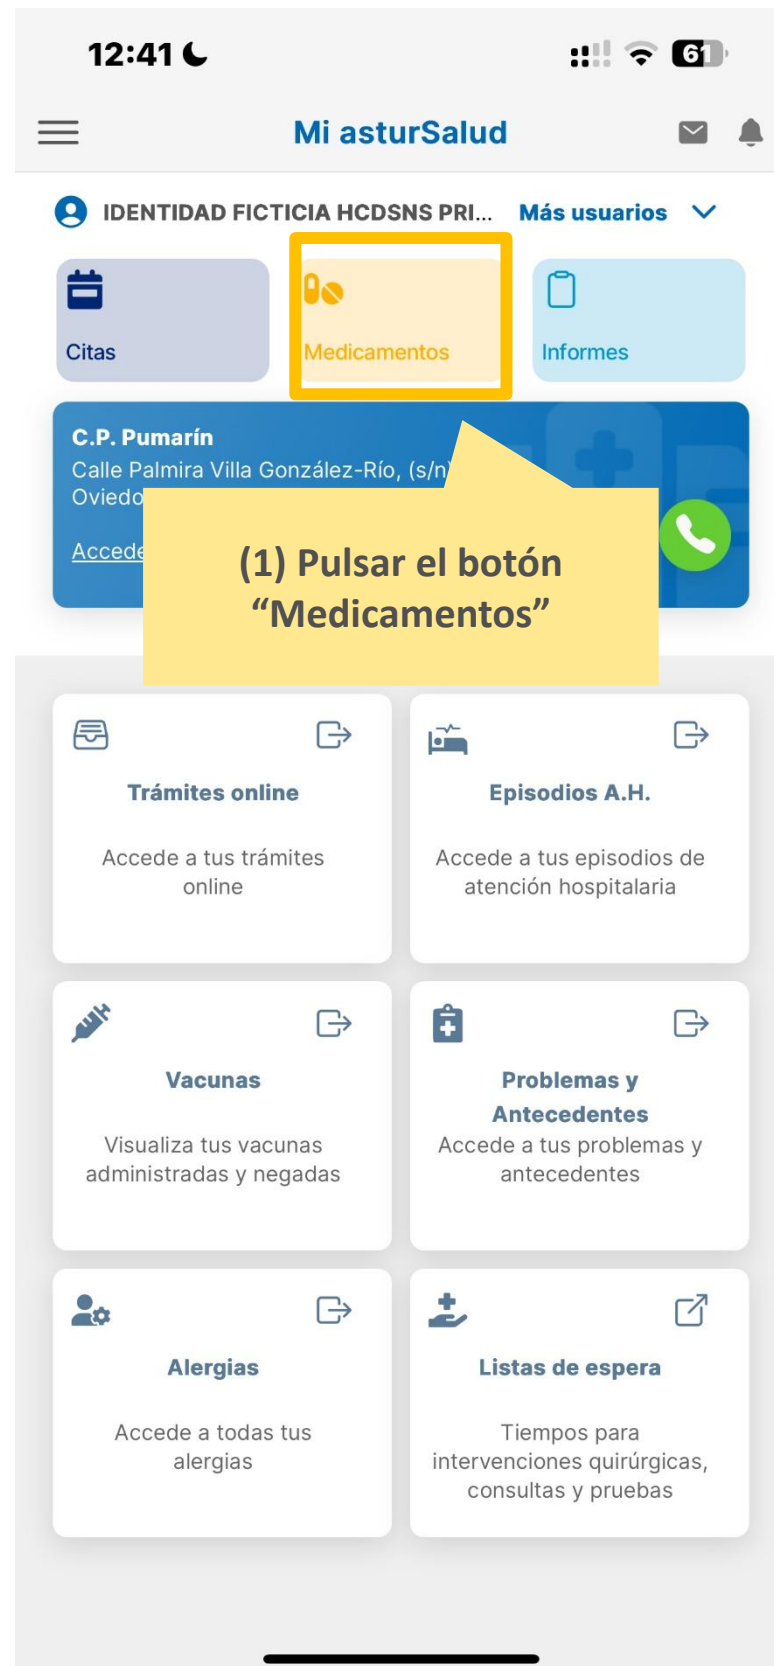 12:41
61
Mi asturSalud
IDENTIDAD FICTICIA HCDSNS PRI...
Más usuarios
Citas
Medicamentos
Informes
C.P. Pumarín
Calle Palmira Villa González-Río, (s/n)
Oviedo
Accede
(1) Pulsar el botón
“Medicamentos”
Trámites online
Accede a tus trámites
online
Episodios A.H.
Accede a tus episodios de
atención hospitalaria
Vacunas
Visualiza tus vacunas
administradas y negadas
Problemas y
Antecedentes
Accede a tus problemas y
antecedentes
Alergias
Accede a todas tus
alergias
Listas de espera
Tiempos para
intervenciones quirúrgicas,
consultas y pruebas